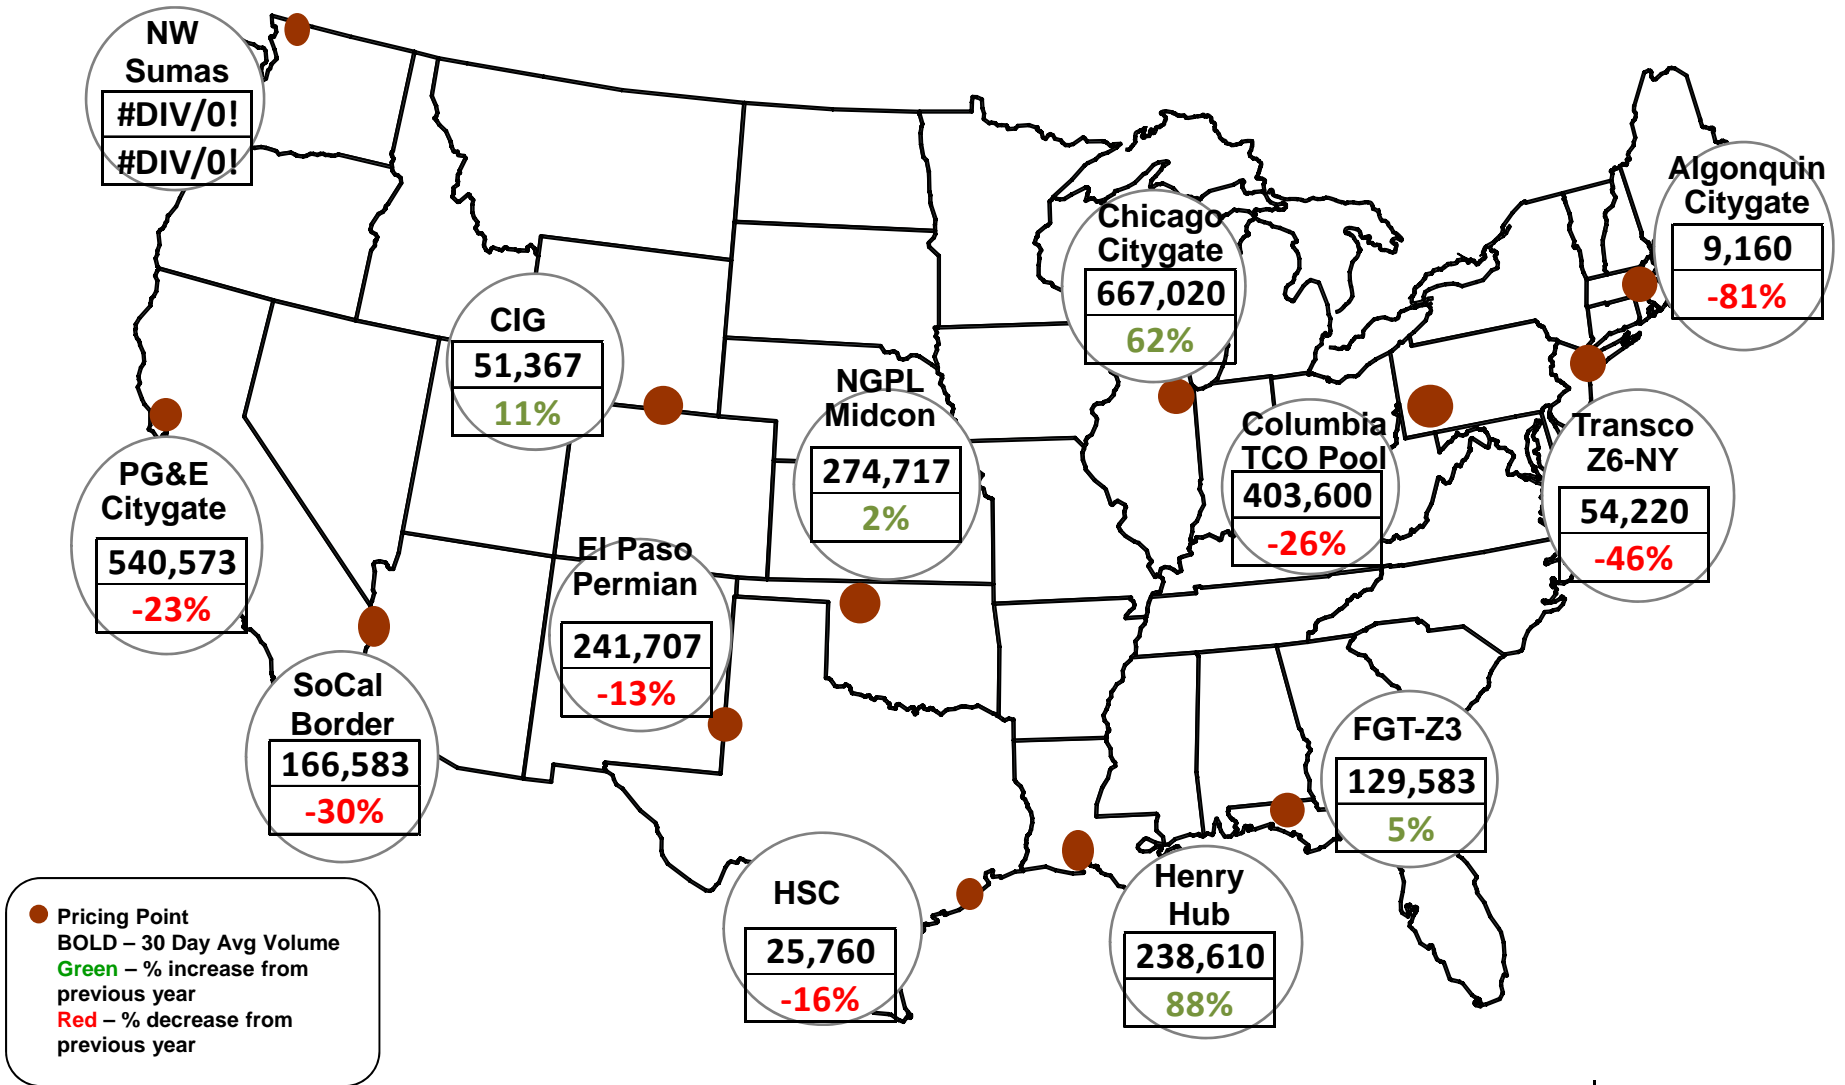 NW
Sumas
#DIV/0!
#DIV/0!
Algonquin
Citygate
9,160
-81%
Chicago
Citygate
667,020
62%
CIG
51,367
11%
NGPL
Midcon
274,717
2%
Columbia
TCO Pool
403,600
-26%
Transco
Z6-NY
54,220
-46%
PG&E
Citygate
540,573
-23%
El Paso
Permian
241,707
-13%
SoCal
Border
166,583
-30%
FGT-Z3
129,583
5%
HSC
25,760
-16%
Henry
Hub
238,610
88%
Pricing Point
BOLD – 30 Day Avg Volume
Green – % increase from
previous year
Red – % decrease from
previous year